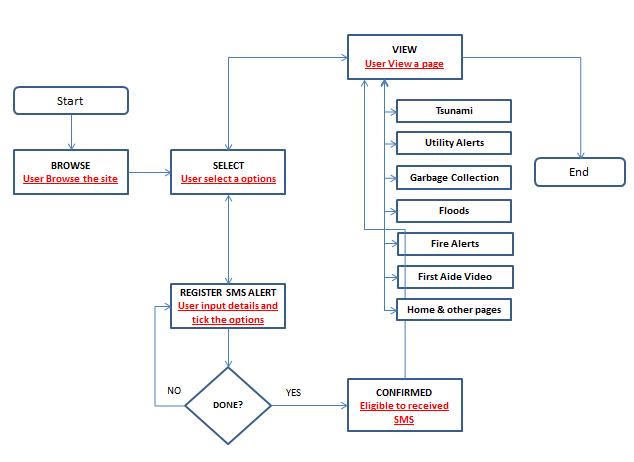 VIEW
User View a page
Start
Tsunami
Utility Alerts
BROWSE
User Browse the site
SELECT
User select a options
End
Garbage Collection
Floods
Fire Alerts
First Aide Video
REGISTER SMS ALERT
User input details and
tick the options
Home & other pages
NO
DONE?
YES
CONFIRMED
Eligible to received
SMS